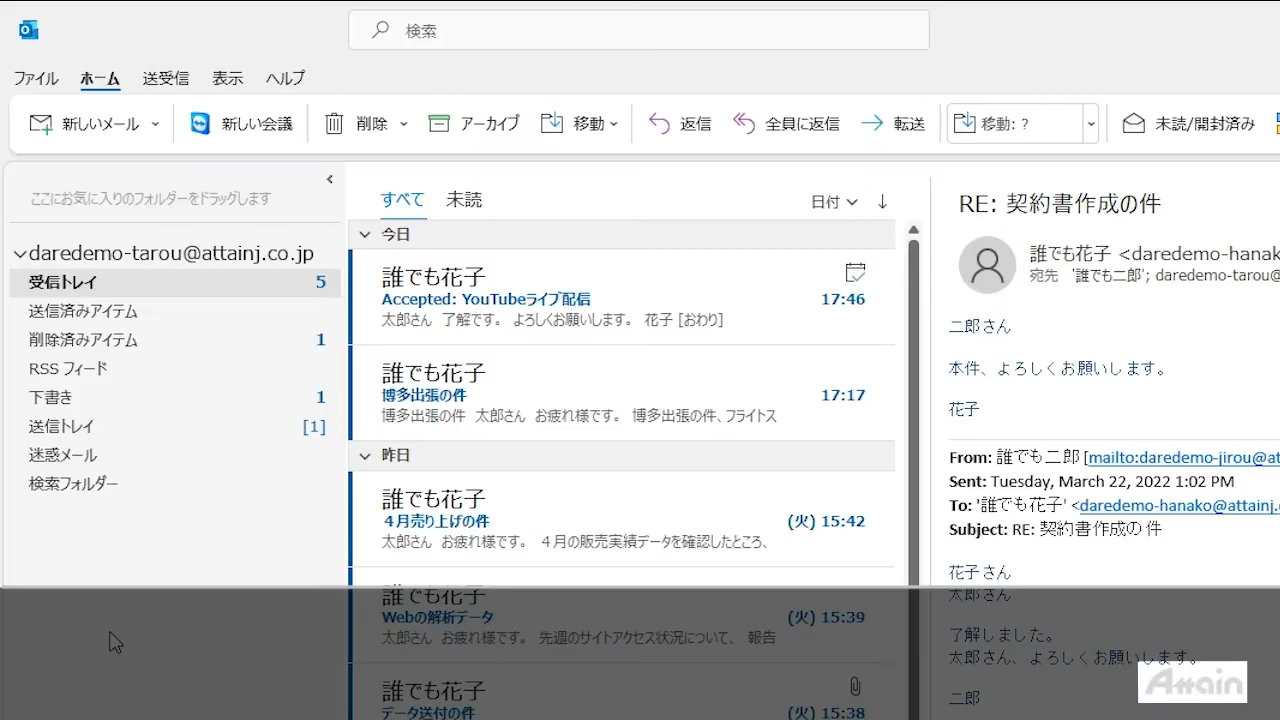 検索
ファイル ホーム 送受信 表示 ヘルプ
新しいメール 新しい会議 削除 アーカイブ 移動 返信 全員に返信 転送 移動: ? 未読/開封済み
ここにお気に入りのフォルダーをドラッグします
daredemo-tarou@attainj.co.jp
受信トレイ 5
送信済みアイテム
削除済みアイテム 1
RSS フィード
下書き 1
送信トレイ [1]
迷惑メール
検索フォルダー
すべて 未読 日付
今日
誰でも花子
Accepted: YouTubeライブ配信 17:46
太郎さん 了解です。 よろしくお願いします。 花子 [おわり]
誰でも花子
博多出張の件 17:17
博多出張の件 太郎さん お疲れ様です。 博多出張の件、フライトス
昨日
誰でも花子
４月売り上げの件 (火) 15:42
太郎さん お疲れ様です。 ４月の販売実績データを確認したところ、
誰でも花子
Webの解析データ (火) 15:39
太郎さん お疲れ様です。 先週のサイトアクセス状況について、 報告
誰でも花子
データ送付の件 (火) 15:38
RE: 契約書作成の件
誰でも花子 <daredemo-hanak
宛先 '誰でも二郎'; daredemo-tarou@
二郎さん
本件、よろしくお願いします。
花子
From: 誰でも二郎 [mailto:daredemo-jirou@at
Sent: Tuesday, March 22, 2022 1:02 PM
To: '誰でも花子' <daredemo-hanako@attainj.
Subject: RE: 契約書作成の件
花子さん
太郎さん
了解しました。
太郎さん、よろしくお願いします。
二郎
Attain